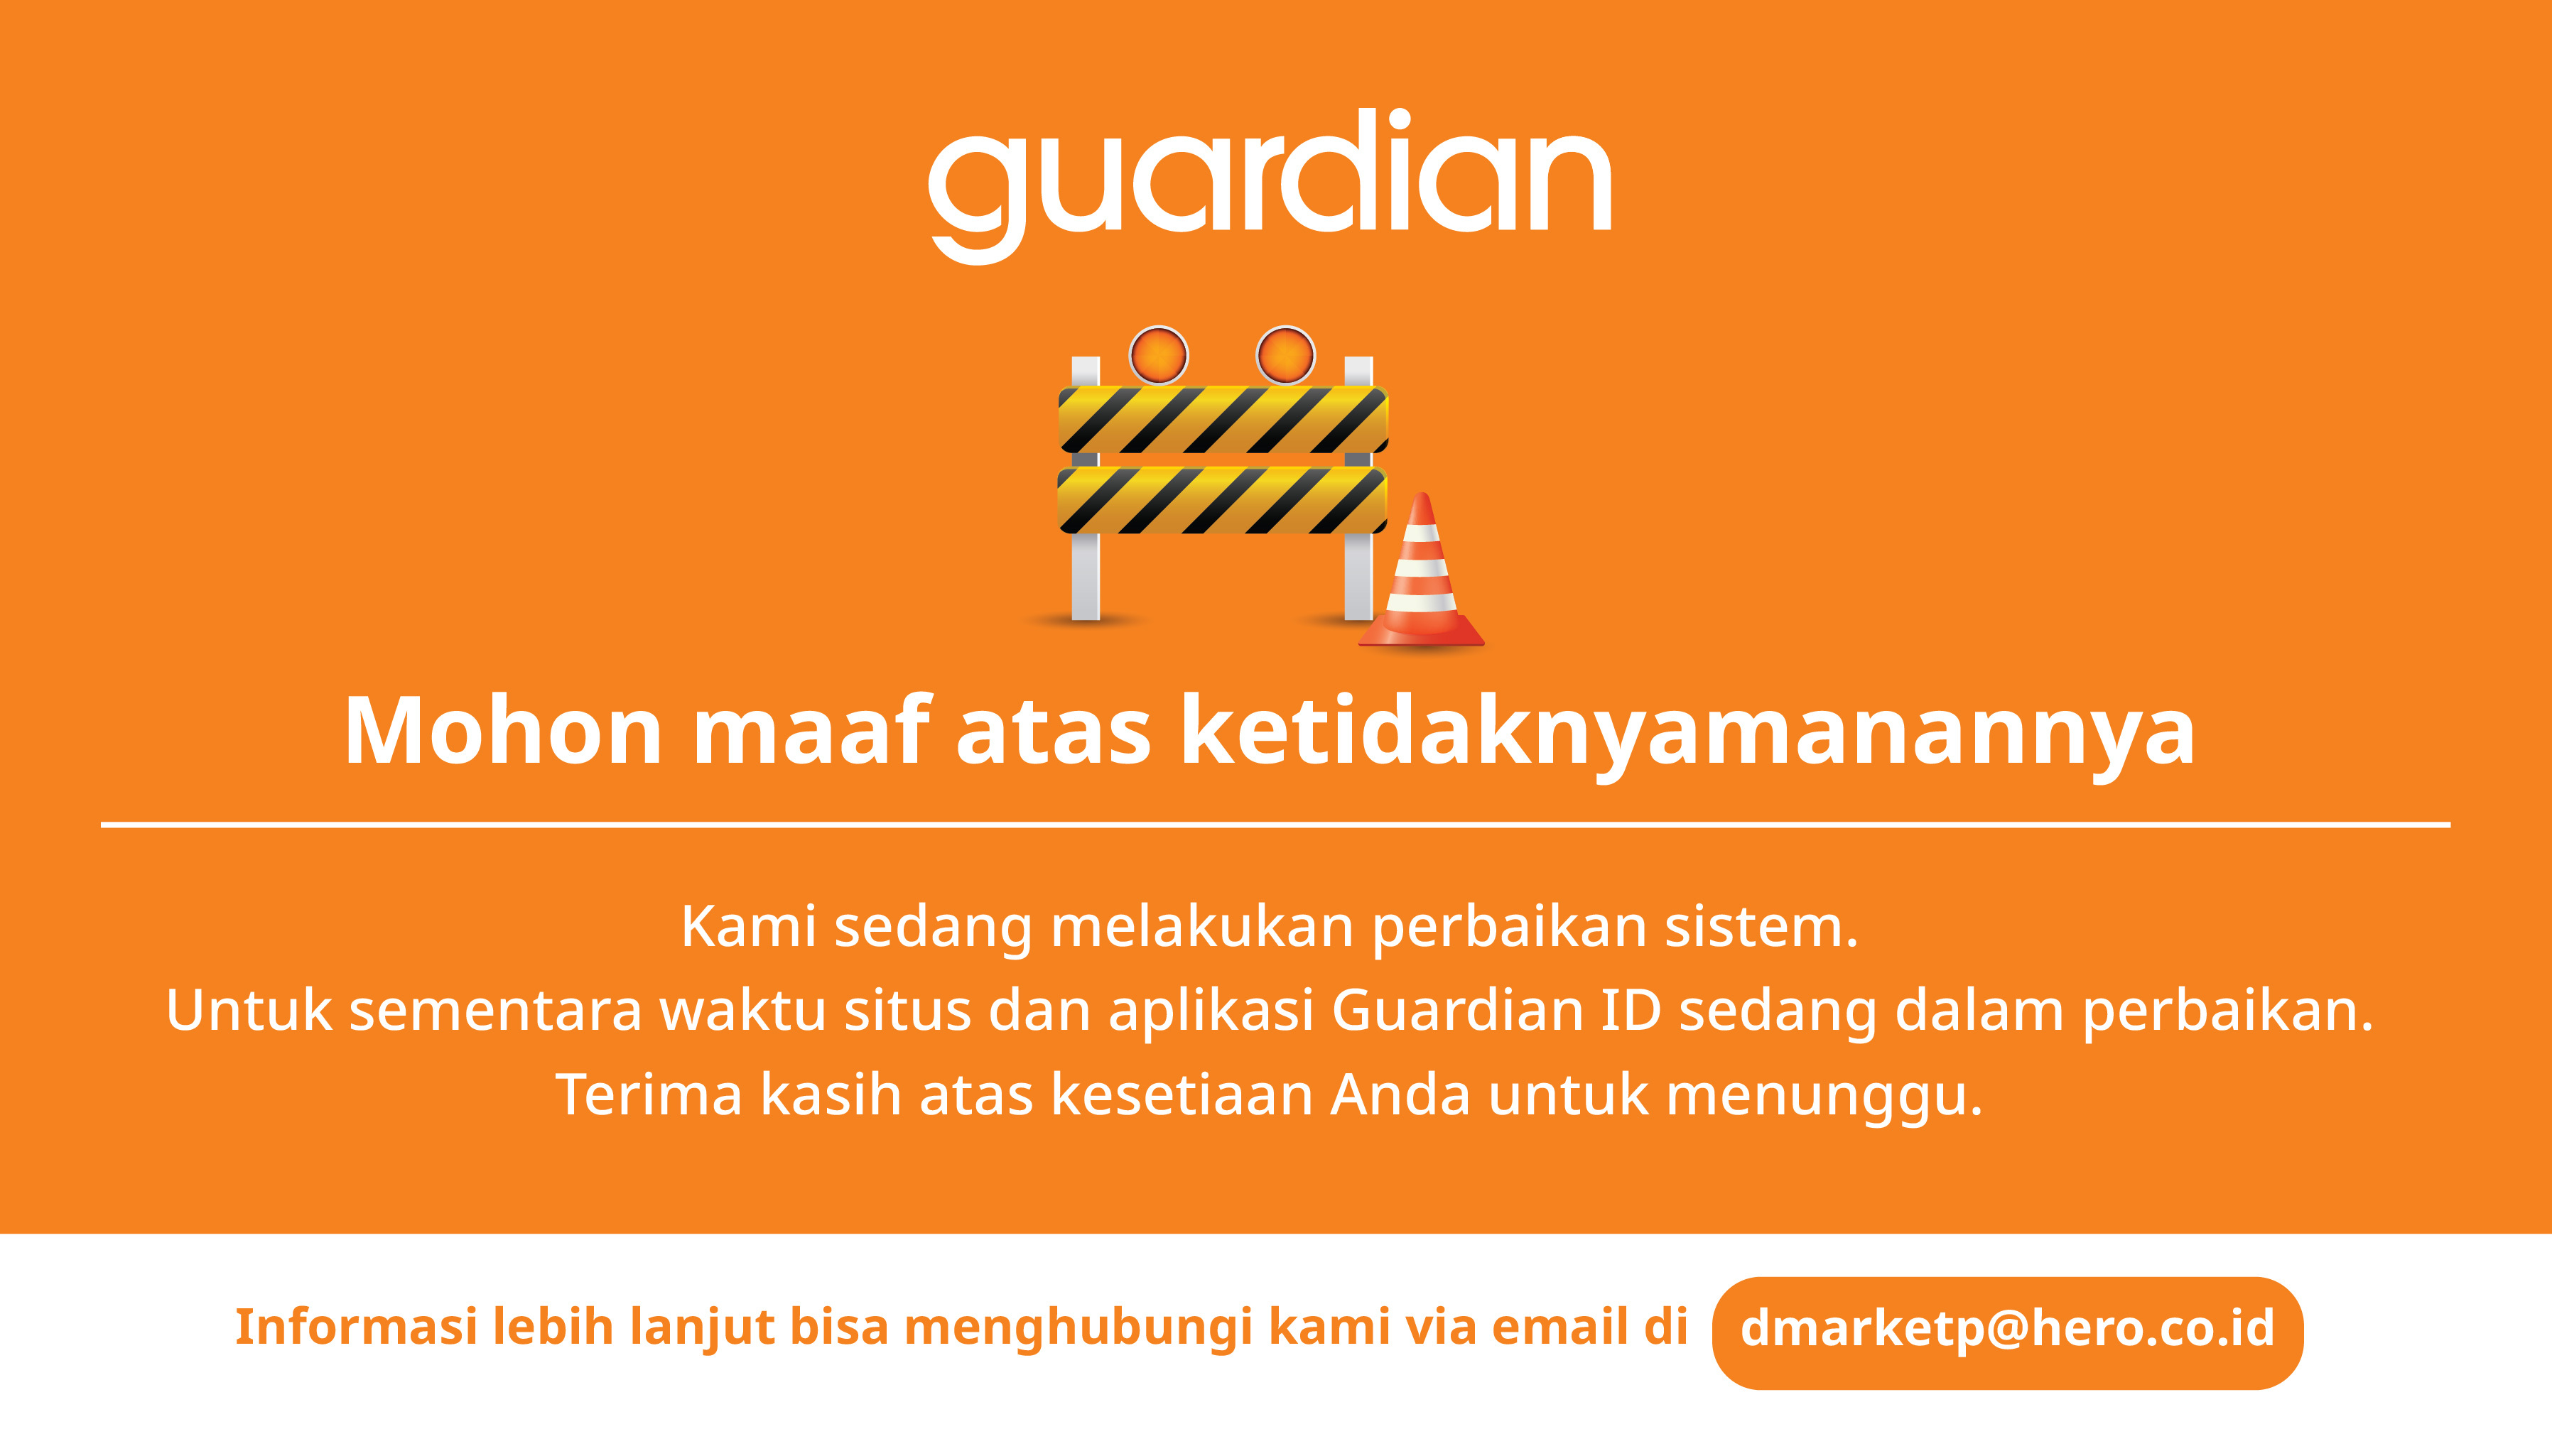 guardian
Mohon maaf atas ketidaknyamanannya
Kami sedang melakukan perbaikan sistem.
Untuk sementara waktu situs dan aplikasi Guardian ID sedang dalam perbaikan.
Terima kasih atas kesetiaan Anda untuk menunggu.
Informasi lebih lanjut bisa menghubungi kami via email di dmarketp@hero.co.id